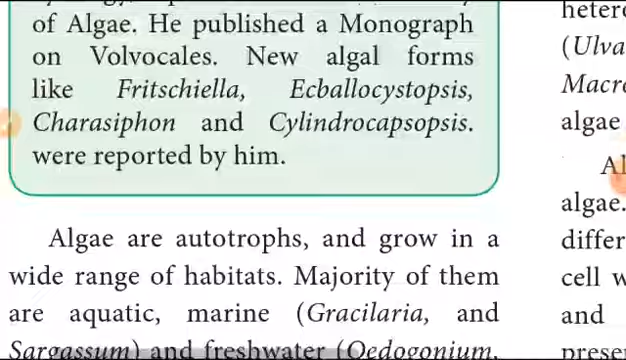 of Algae. He published a Monograph
on Volvocales. New algal forms
like Fritschiella, Ecballocystopsis,
Charasiphon and Cylindrocapsopsis.
were reported by him.
Algae are autotrophs, and grow in a
wide range of habitats. Majority of them
are aquatic, marine (Gracilaria, and
Sargassum) and freshwater (Oedogonium,
(Ulva
algae
algae.
differ
cell w
and